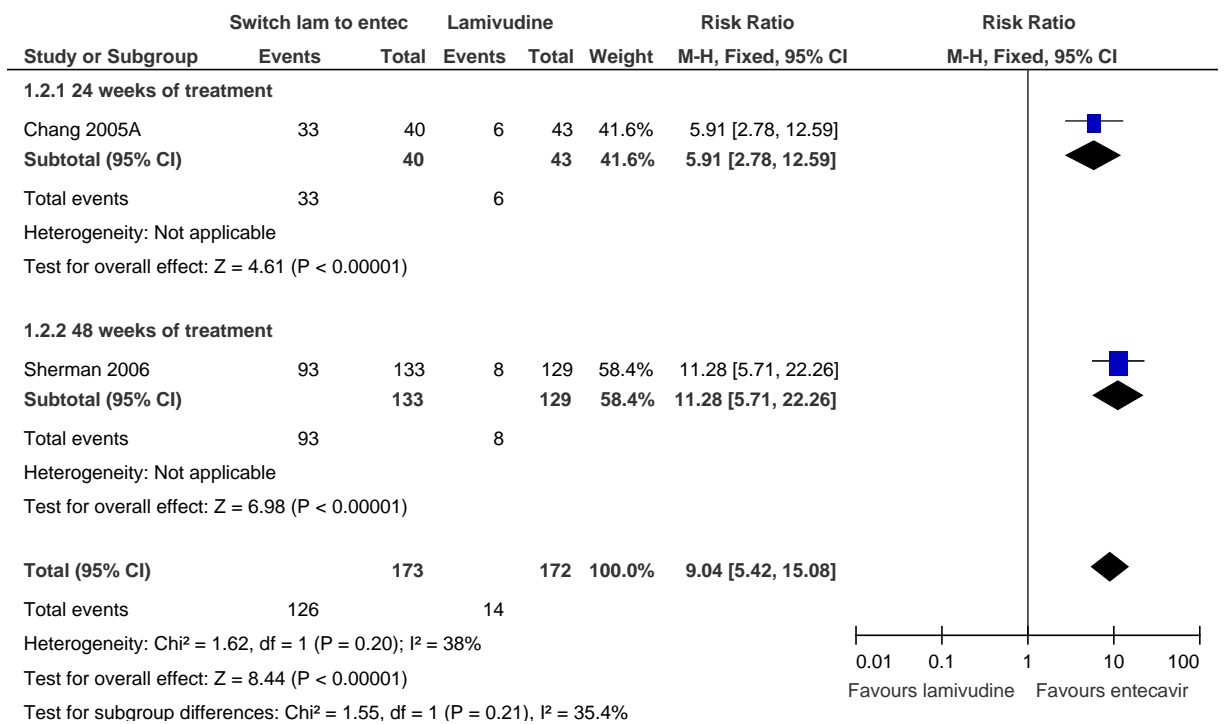 Switch lam to entec Lamivudine Risk Ratio Risk Ratio
Study or Subgroup Events Total Events Total Weight M-H, Fixed, 95% CI M-H, Fixed, 95% CI
1.2.1 24 weeks of treatment
Chang 2005A 33 40 6 43 41.6% 5.91 [2.78, 12.59]
Subtotal (95% CI) 40 43 41.6% 5.91 [2.78, 12.59]
Total events 33 6
Heterogeneity: Not applicable
Test for overall effect: Z = 4.61 (P < 0.00001)
1.2.2 48 weeks of treatment
Sherman 2006 93 133 8 129 58.4% 11.28 [5.71, 22.26]
Subtotal (95% CI) 133 129 58.4% 11.28 [5.71, 22.26]
Total events 93 8
Heterogeneity: Not applicable
Test for overall effect: Z = 6.98 (P < 0.00001)
Total (95% CI) 173 172 100.0% 9.04 [5.42, 15.08]
Total events 126 14
Heterogeneity: Chi² = 1.62, df = 1 (P = 0.20); I² = 38%
Test for overall effect: Z = 8.44 (P < 0.00001)
Test for subgroup differences: Chi² = 1.55, df = 1 (P = 0.21), I² = 35.4%
0.01 0.1 1 10 100
Favours lamivudine Favours entecavir